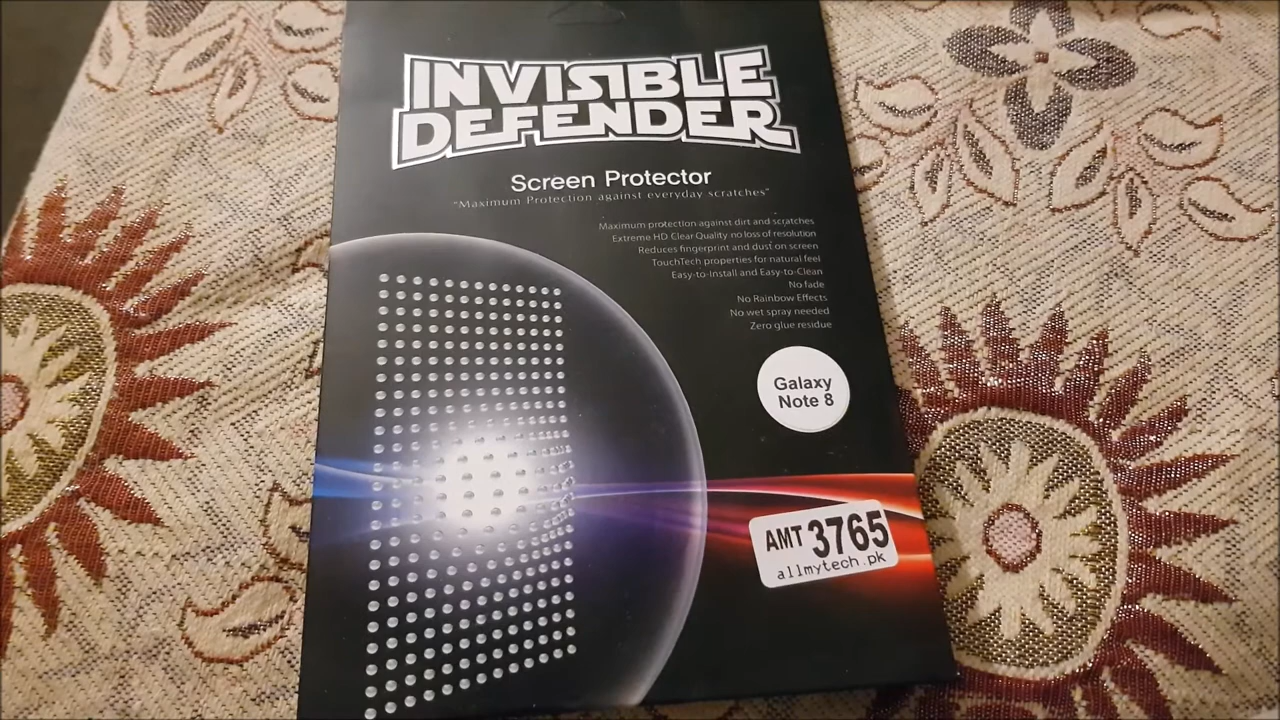 INVISIBLE
DEFENDER
Screen Protector
"Maximum Protection against everyday scratches"
Maximum protection against dirt and scratches
Extreme HD Clear Quality no loss of resolution
Reduces fingerprint and dust on screen
TouchTech properties for natural feel
Easy-to-Install and Easy-to-Clean
No fade
No Rainbow Effects
No wet spray needed
Zero glue residue
Galaxy
Note 8
AMT 3765
allmytech.pk